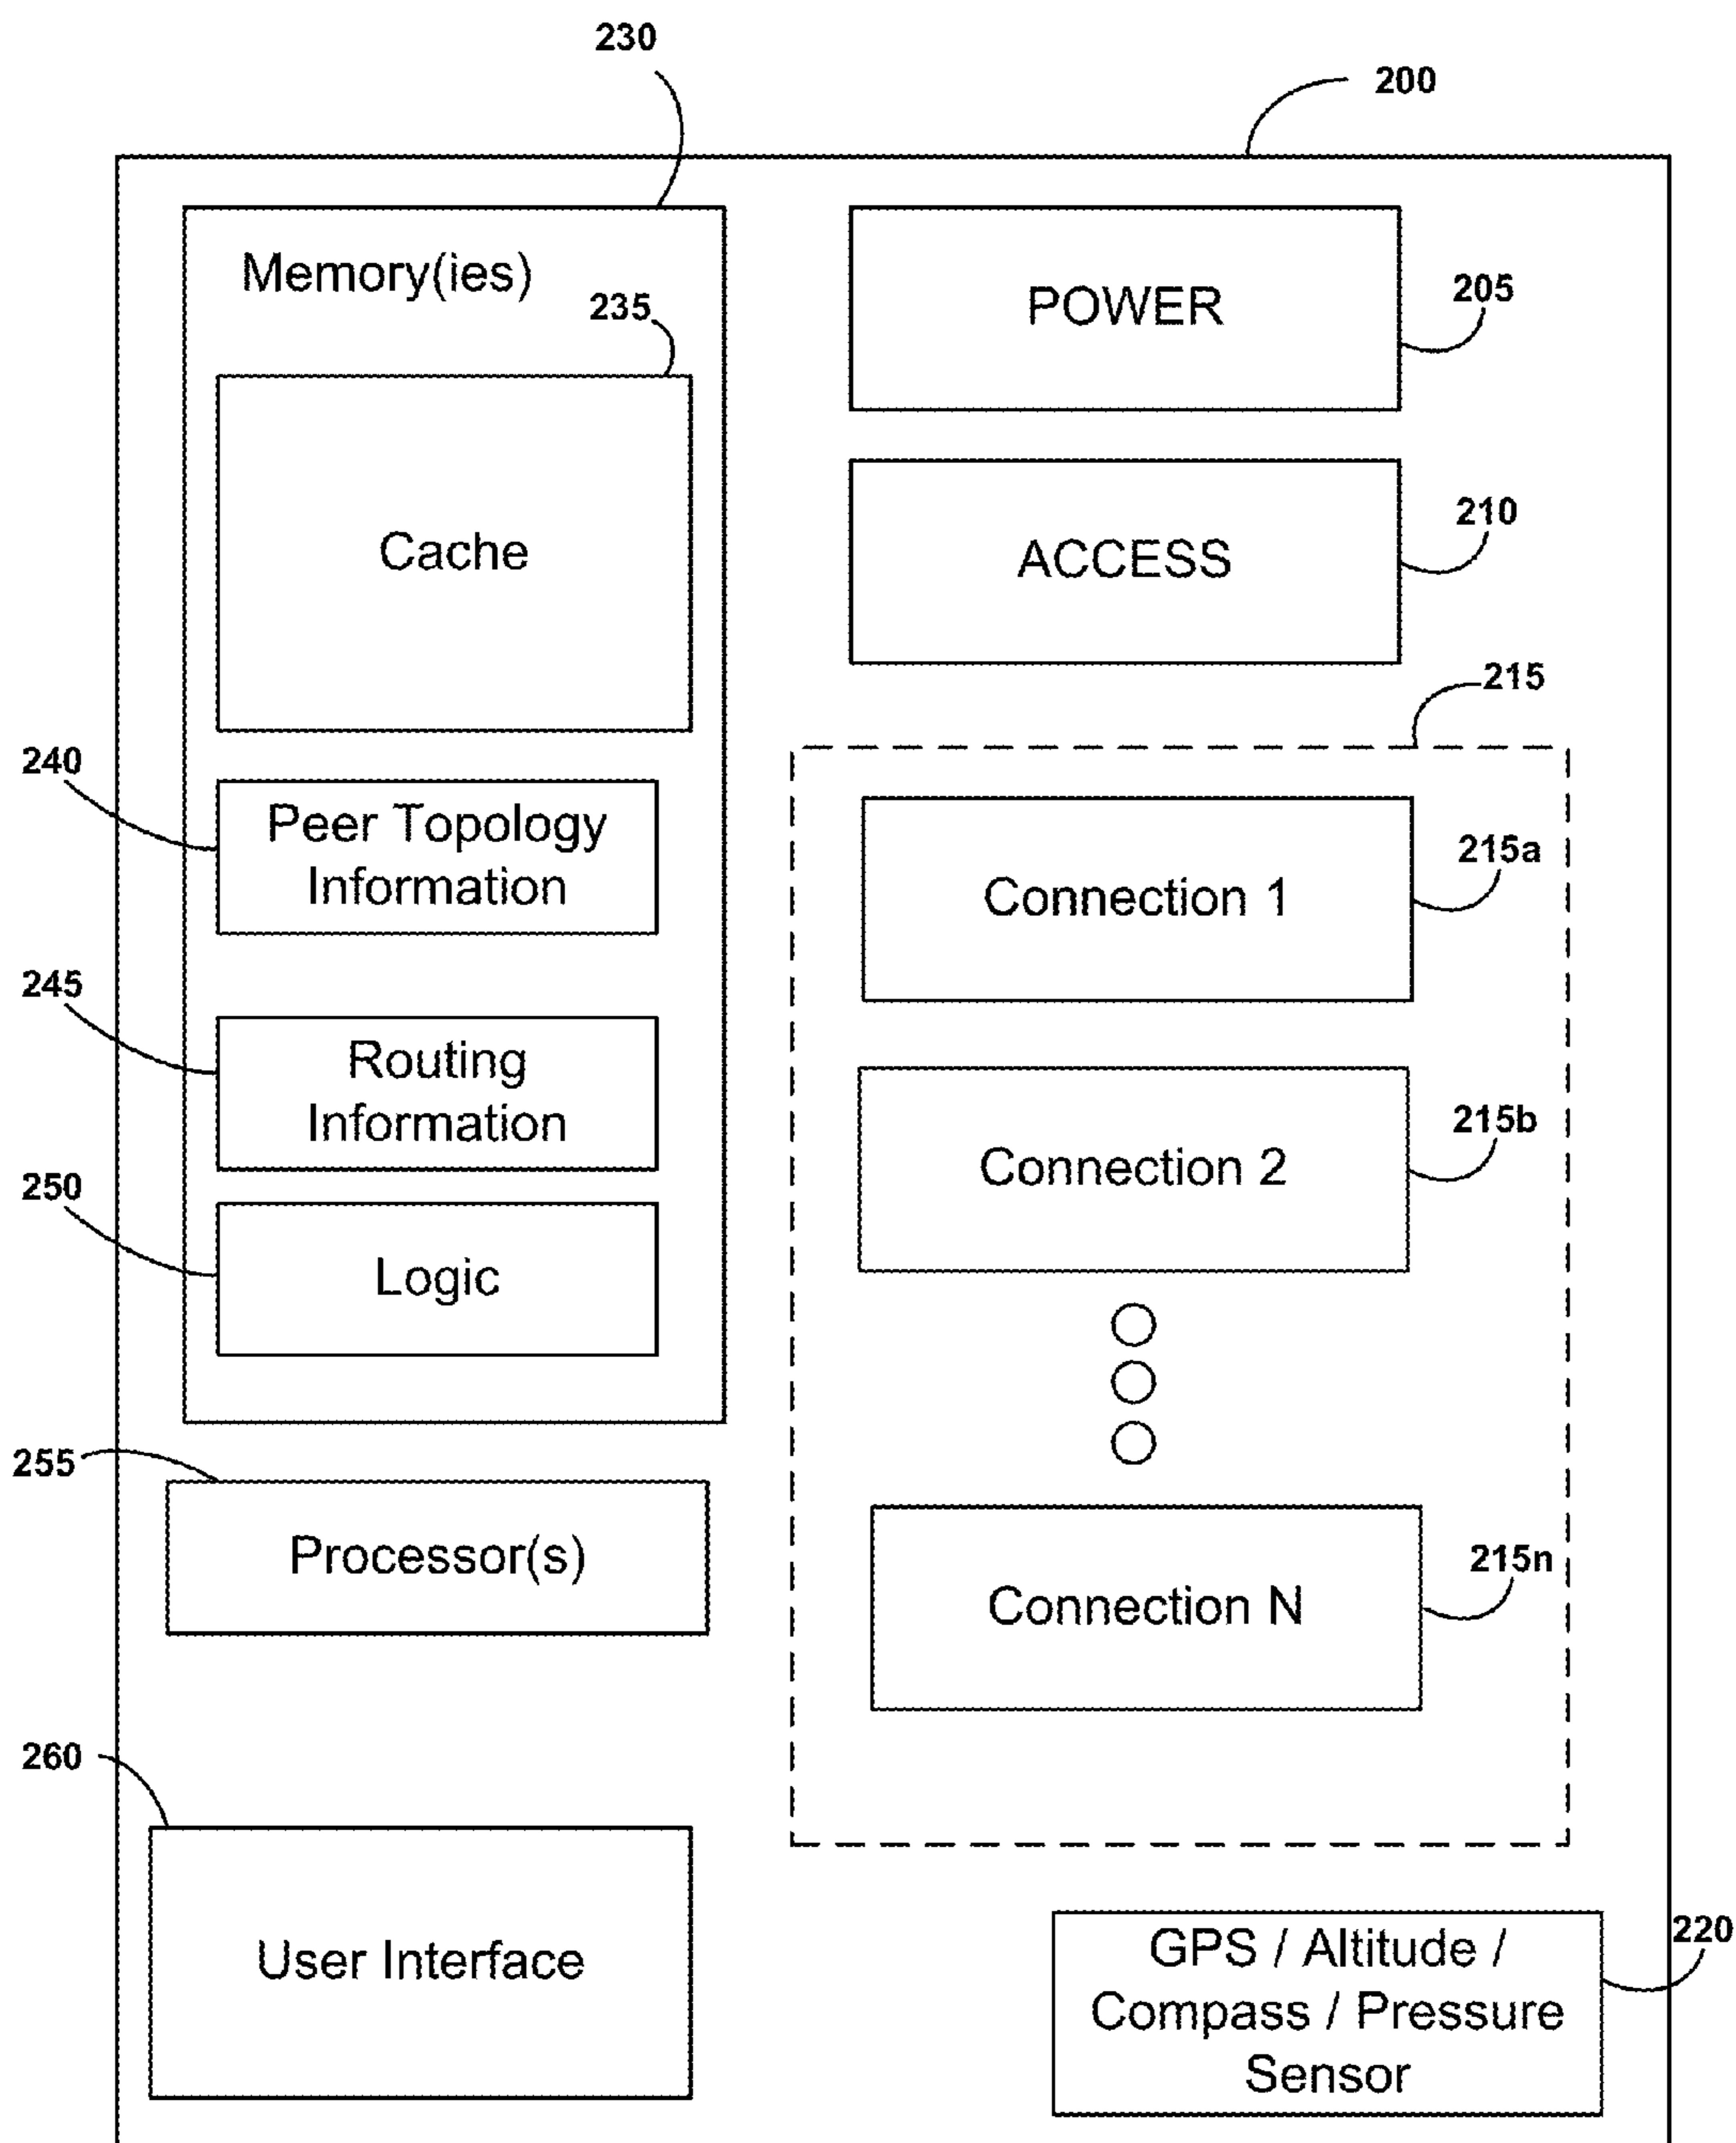 230
200
Memory(ies)
235
Cache
240
Peer Topology
Information
245
Routing
Information
250
Logic
255
Processor(s)
260
User Interface
POWER
205
ACCESS
210
215
Connection 1
215a
Connection 2
215b
Connection N
215n
GPS / Altitude /
Compass / Pressure
Sensor
220